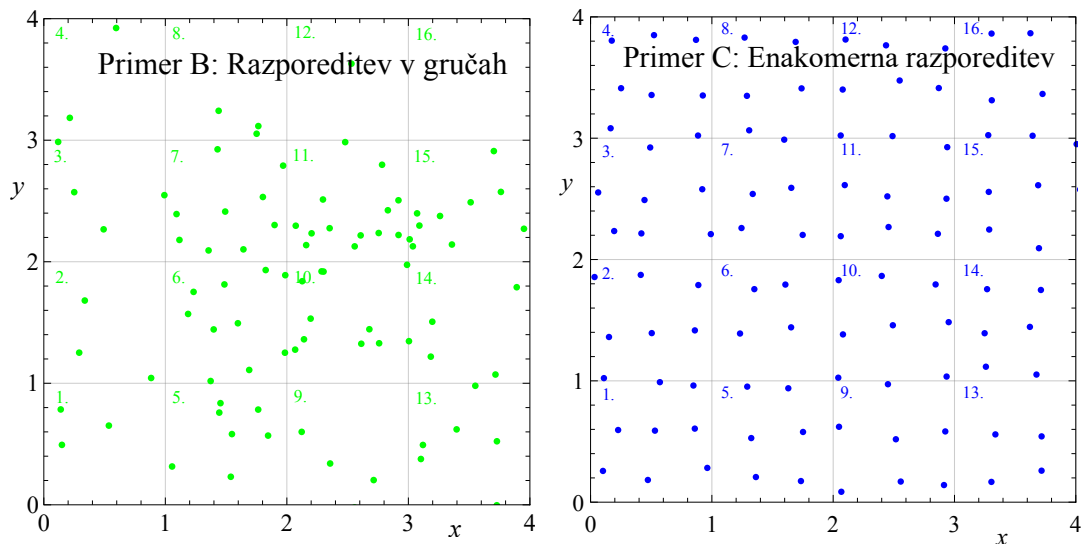 4
4. 8. 12. 16.
Primer B: Razporeditev v gručah
3
3. 7. 11. 15.
y
2
2. 6. 10. 14.
1
1. 5. 9. 13.
0
0 1 2 3 4
x
4
4. 8. 12. 16.
Primer C: Enakomerna razporeditev
3
3. 7. 11. 15.
y
2
2. 6. 10. 14.
1
1. 5. 9. 13.
0
0 1 2 3 4
x